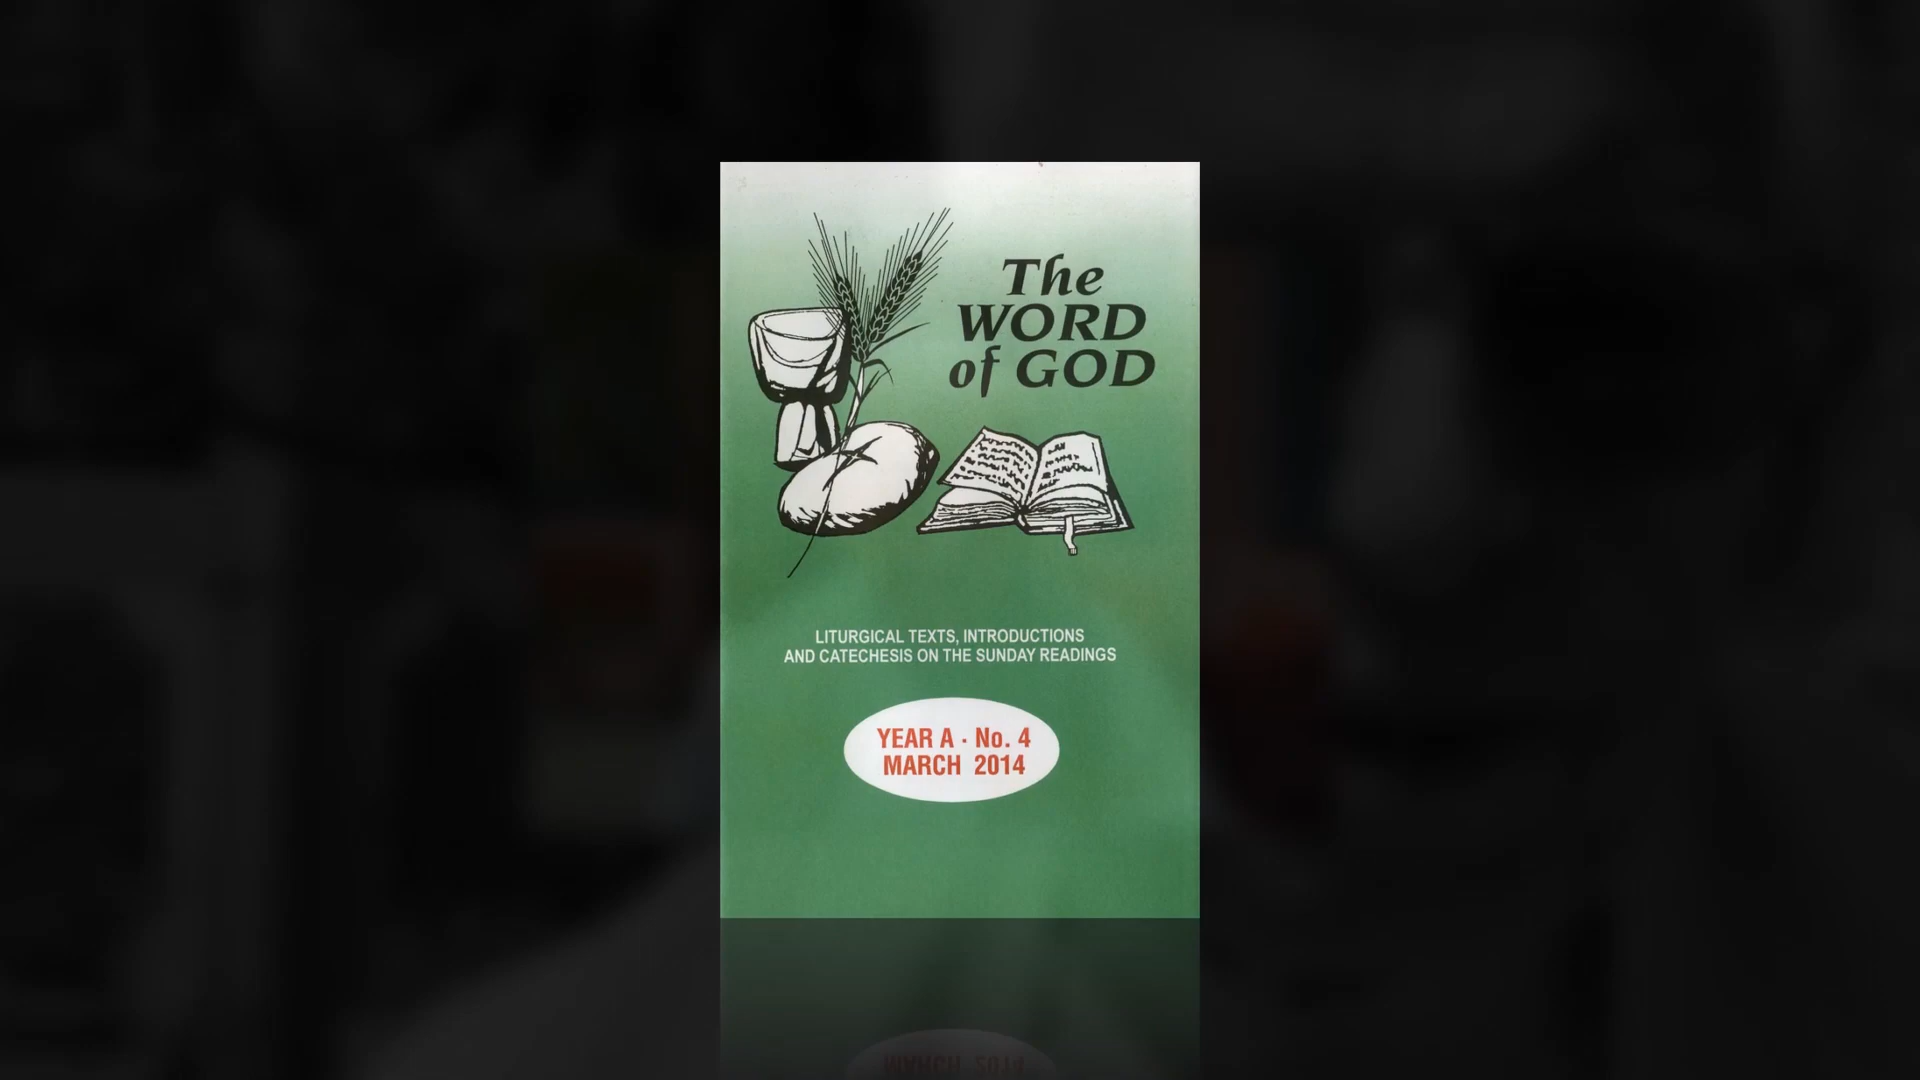 The
WORD
of GOD
LITURGICAL TEXTS, INTRODUCTIONS
AND CATECHESIS ON THE SUNDAY READINGS
YEAR A · No. 4
MARCH 2014